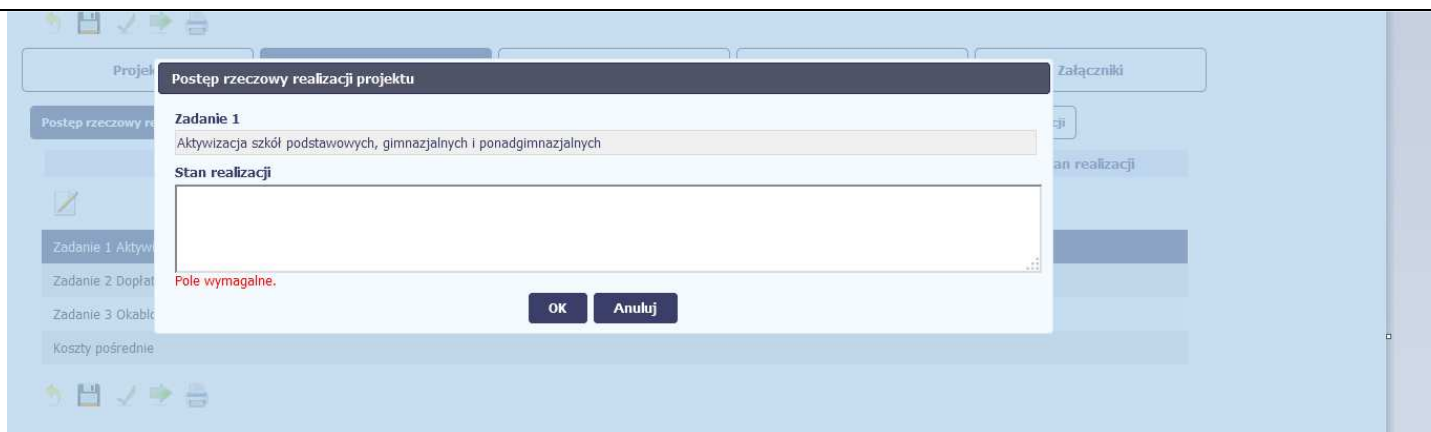 Projek
Załączniki
Postęp rzeczowy realizacji projektu
Postęp rzeczowy re
cji
Zadanie 1
Aktywizacja szkół podstawowych, gimnazjalnych i ponadgimnazjalnych
Stan realizacji
an realizacji
Zadanie 1 Aktywi
Zadanie 2 Dopłat
Pole wymagalne.
OK Anuluj
Zadanie 3 Okablo
Koszty pośrednie